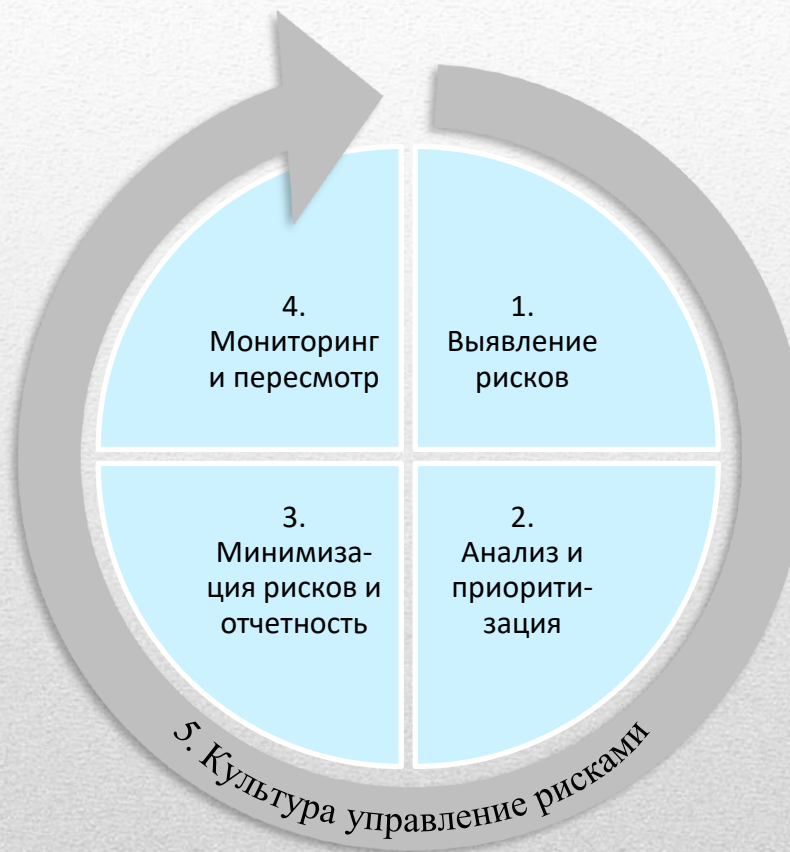 4.
Мониторинг
и пересмотр
1.
Выявление
рисков
3.
Минимиза-
ция рисков и
отчетность
2.
Анализ и
приорити-
зация
5. Культура управление рисками